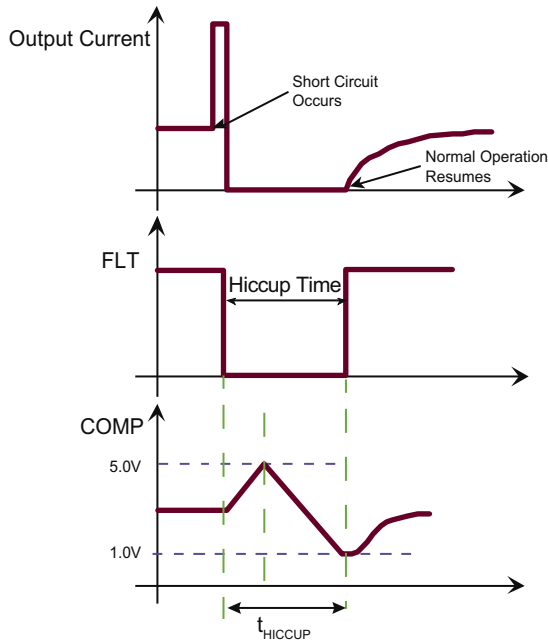 Output Current
Short Circuit
Occurs
Normal Operation
Resumes
FLT
Hiccup Time
COMP
5.0V
1.0V
tHICCUP